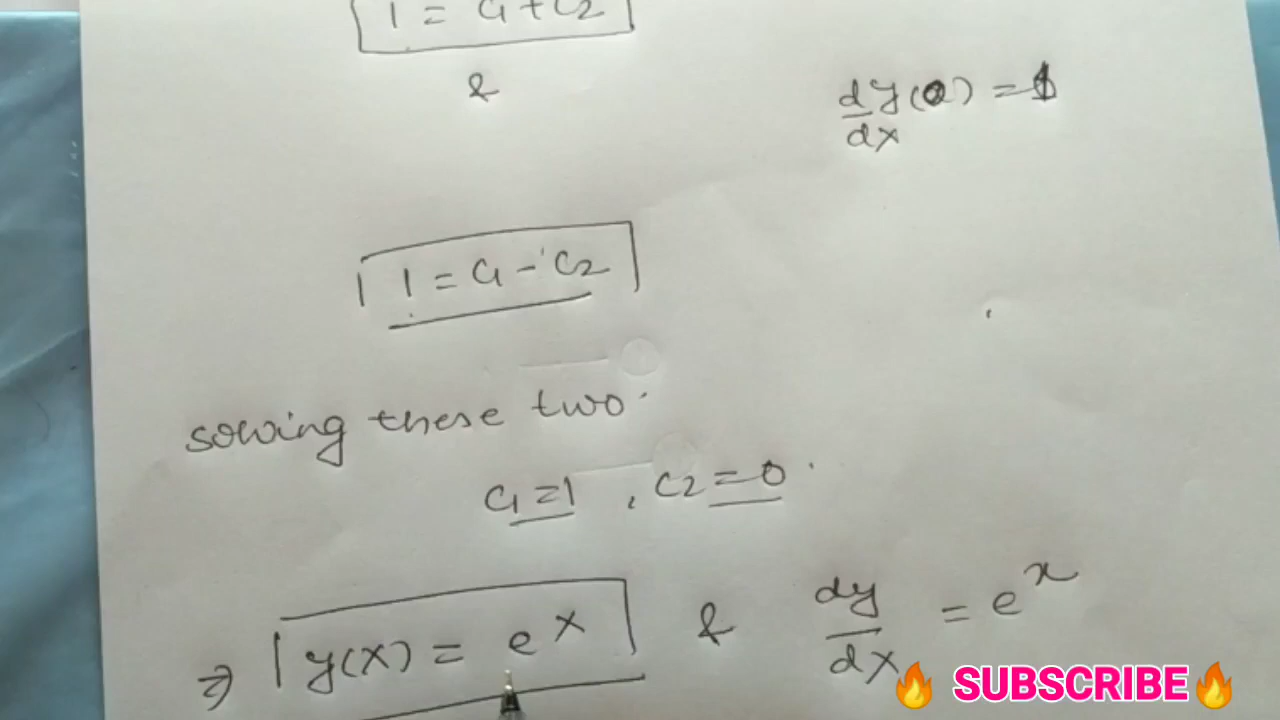 1 = C1 + C2
&
dy(0) = 1
dx
1 = C1 - C2
solving these two.
C1 = 1 , C2 = 0.
⇒ y(x) = e^x & dy/dx = e^x
🔥 SUBSCRIBE🔥